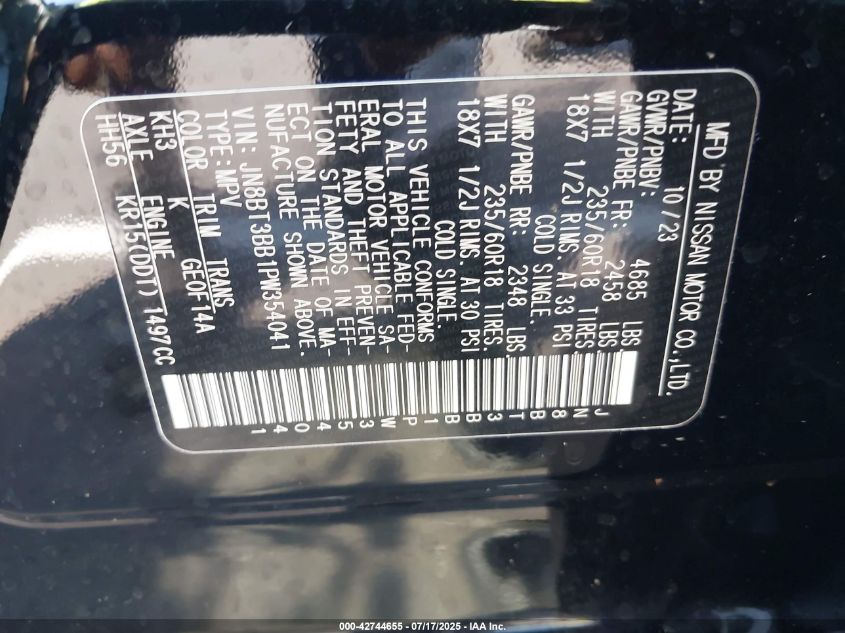 MFD BY NISSAN MOTOR CO.,LTD.
DATE: 10/23
GVWR/PNBV: 4685 LBS.
GAWR/PNBE FR: 2458 LBS.
WITH 235/60R18 TIRES.
18X7 1/2J RIMS. AT 33 PSI
COLD SINGLE.
GAWR/PNBE RR: 2348 LBS.
WITH 235/60R18 TIRES.
18X7 1/2J RIMS AT 30 PSI
COLD SINGLE.
THIS VEHICLE CONFORMS
TO ALL APPLICABLE FED-
ERAL MOTOR VEHICLE SA-
FETY AND THEFT PREVEN-
TION STANDARDS IN EFF-
ECT ON THE DATE OF MA-
NUFACTURE SHOWN ABOVE.
VIN: JN8BT3BB1PW354041
TYPE: MPV
COLOR TRIM TRANS
KH3 K GE0F14A
AXLE ENGINE
HH56 KR15(DDT) 1497CC
JN8BT3BB1PW354041
000-42744655 - 07/17/2025 - IAA Inc.